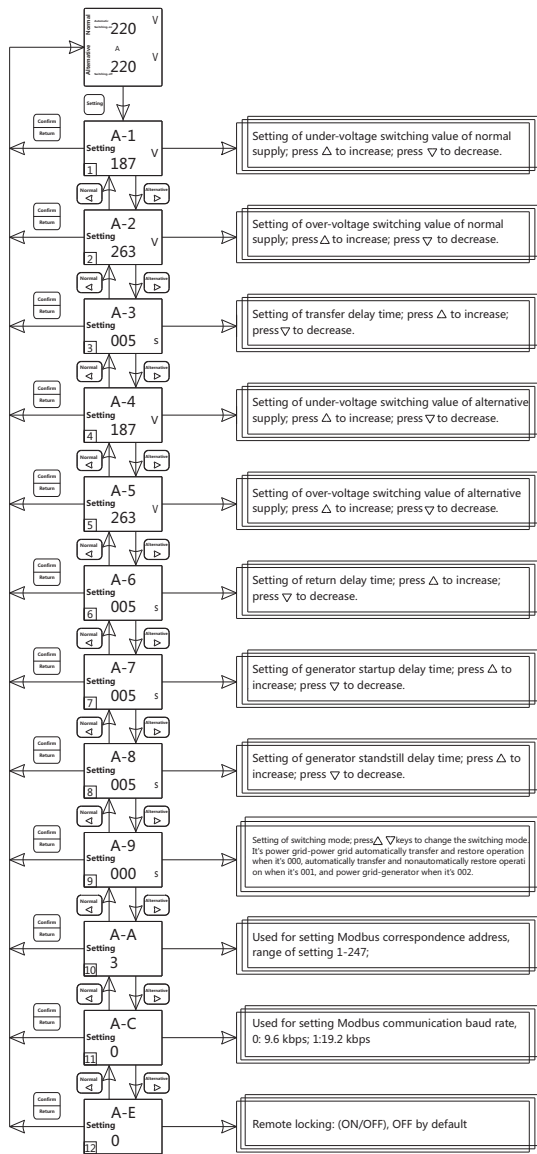 Normal
220 V
A
Alternative
220 V
Setting
Confirm
Return
A-1
Setting
1 187 V
Setting of under-voltage switching value of normal
supply; press △ to increase; press ▽ to decrease.
Normal ◁
Alternative ▷
Confirm
Return
A-2
Setting
2 263 V
Setting of over-voltage switching value of normal
supply; press △ to increase; press ▽ to decrease.
Normal ◁
Alternative ▷
Confirm
Return
A-3
Setting
3 005 s
Setting of transfer delay time; press △ to increase;
press ▽ to decrease.
Normal ◁
Alternative ▷
Confirm
Return
A-4
Setting
4 187 V
Setting of under-voltage switching value of alternative
supply; press △ to increase; press ▽ to decrease.
Normal ◁
Alternative ▷
Confirm
Return
A-5
Setting
5 263 V
Setting of over-voltage switching value of alternative
supply; press △ to increase; press ▽ to decrease.
Normal ◁
Alternative ▷
Confirm
Return
A-6
Setting
6 005 s
Setting of return delay time; press △ to increase;
press ▽ to decrease.
Normal ◁
Alternative ▷
Confirm
Return
A-7
Setting
7 005 s
Setting of generator startup delay time; press △ to
increase; press ▽ to decrease.
Normal ◁
Alternative ▷
Confirm
Return
A-8
Setting
8 005 s
Setting of generator standstill delay time; press △ to
increase; press ▽ to decrease.
Normal ◁
Alternative ▷
Confirm
Return
A-9
Setting
9 000 s
Setting of switching mode; press△ ▽keys to change the switching mode.
It's power grid-power grid automatically transfer and restore operation
when it's 000, automatically transfer and nonautomatically restore operati
on when it's 001, and power grid-generator when it's 002.
Normal ◁
Alternative ▷
Confirm
Return
A-A
Setting
10 3
Used for setting Modbus correspondence address,
range of setting 1-247;
Normal ◁
Alternative ▷
Confirm
Return
A-C
Setting
11 0
Used for setting Modbus communication baud rate,
0: 9.6 kbps; 1:19.2 kbps
Normal ◁
Alternative ▷
Confirm
Return
A-E
Setting
12 0
Remote locking: (ON/OFF), OFF by default